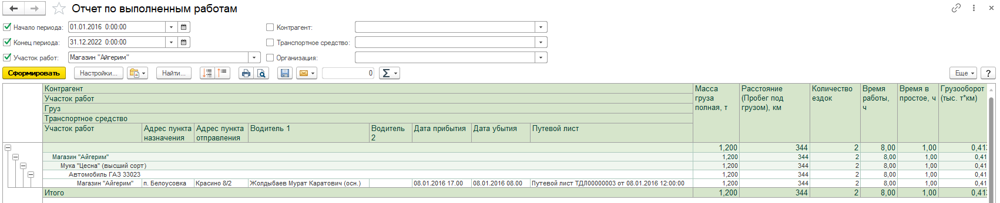 Отчет по выполненным работам
Начало периода: 01.01.2016 0:00:00 Контрагент:
Конец периода: 31.12.2022 0:00:00 Транспортное средство:
Участок работ: Магазин "Айгерим" Организация:
Сформировать Настройки... Найти... 0 Σ Еще ?
Контрагент
Участок работ
Груз
Транспортное средство
Участок работ
Адрес пункта назначения
Адрес пункта отправления
Водитель 1
Водитель 2
Дата прибытия
Дата убытия
Путевой лист
Масса груза полная, т
Расстояние (Пробег под грузом), км
Количество ездок
Время работы, ч
Время в простое, ч
Грузооборот (тыс. т*км)
1,200 344 2 8,00 1,00
Магазин "Айгерим" 1,200 344 2 8,00 1,00 0,41
Мука "Цесна" (высший сорт) 1,200 344 2 8,00 1,00 0,41
Автомобиль ГАЗ 33023 1,200 344 2 8,00 1,00 0,41
Магазин "Айгерим" п. Белоусовка Красино 8/2 Жолдыбаев Мурат Каратович (осн.) 08.01.2016 17.00 08.01.2016 08.00 Путевой лист ТДЛ00000003 от 08.01.2016 12:00:00 1,200 344 2 8,00 1,00 0,41
Итого 1,200 344 2 8,00 1,00